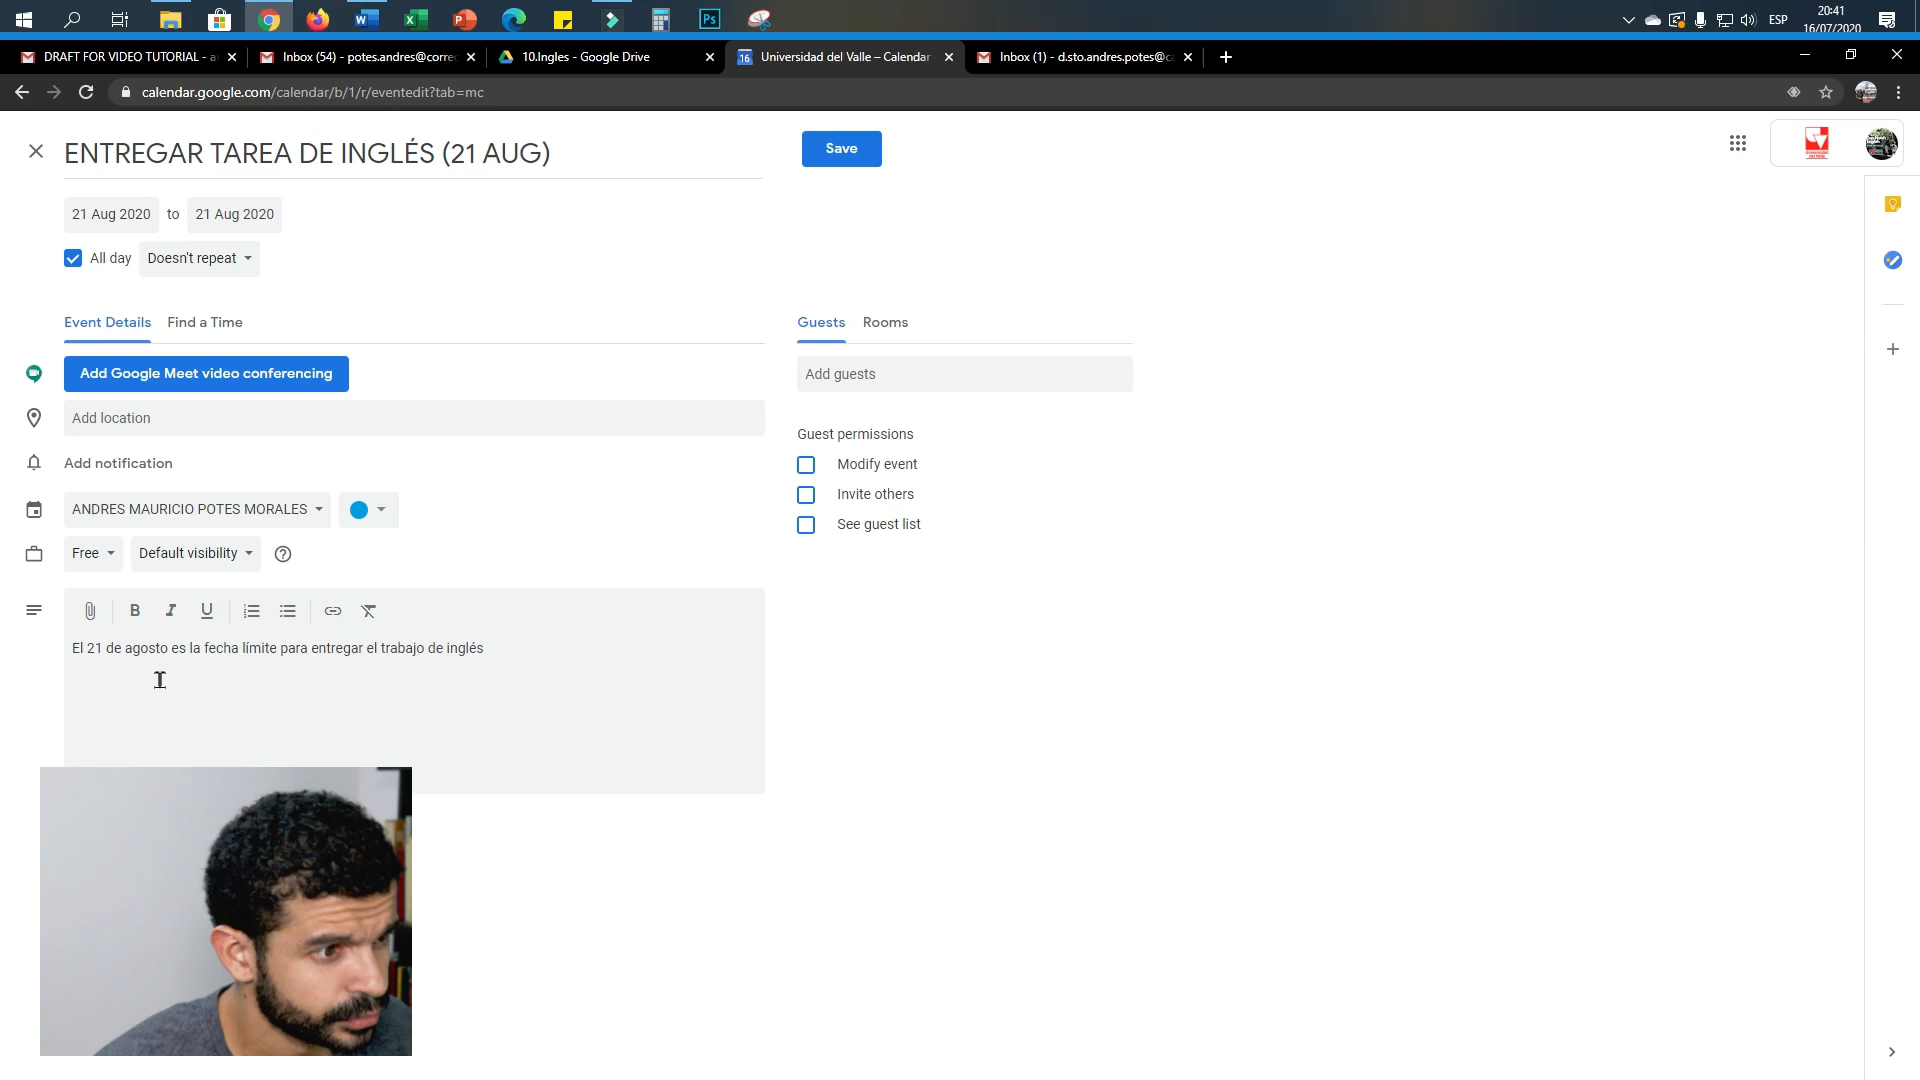 20:41
ESP
16/07/2020
DRAFT FOR VIDEO TUTORIAL - a
Inbox (54) - potes.andres@corre
10.Ingles - Google Drive
Universidad del Valle – Calendar
Inbox (1) - d.sto.andres.potes@c
calendar.google.com/calendar/b/1/r/eventedit?tab=mc
ENTREGAR TAREA DE INGLÉS (21 AUG)
Save
21 Aug 2020 to 21 Aug 2020
All day Doesn't repeat
Event Details Find a Time
Guests Rooms
Add Google Meet video conferencing
Add guests
Add location
Guest permissions
Add notification
Modify event
Invite others
ANDRES MAURICIO POTES MORALES
See guest list
Free Default visibility
B I U
El 21 de agosto es la fecha límite para entregar el trabajo de inglés